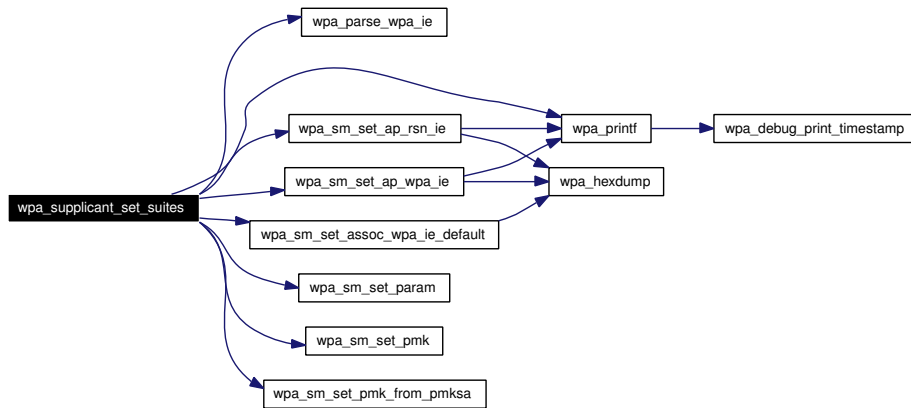 wpa_parse_wpa_ie
wpa_sm_set_ap_rsn_ie
wpa_printf
wpa_debug_print_timestamp
wpa_sm_set_ap_wpa_ie
wpa_hexdump
wpa_supplicant_set_suites
wpa_sm_set_assoc_wpa_ie_default
wpa_sm_set_param
wpa_sm_set_pmk
wpa_sm_set_pmk_from_pmksa